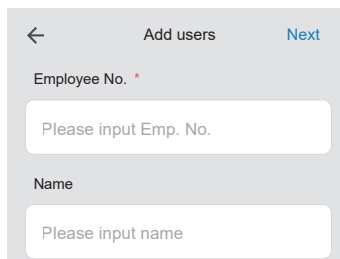 Add users Next
Employee No. *
Please input Emp. No.
Name
Please input name